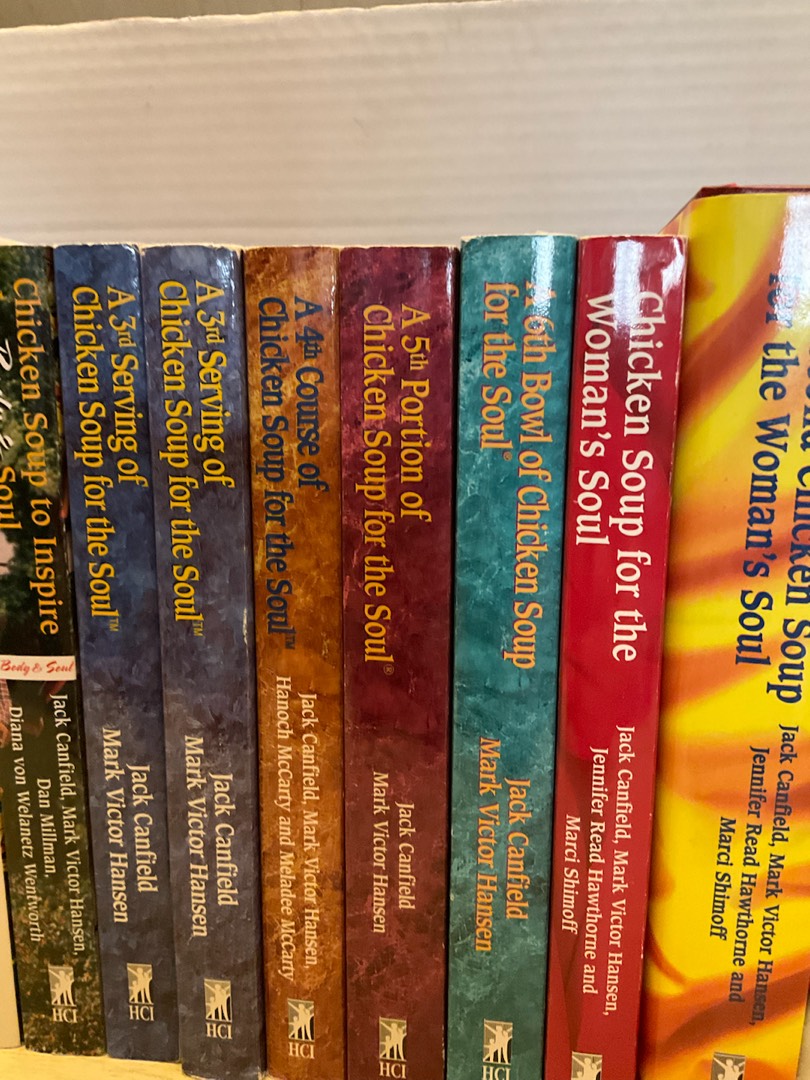 Chicken Soup to Inspire
Soul
Body & Soul
Jack Canfield, Mark Victor Hansen,
Dan Millman,
Diana von Welanetz Wentworth
HCI
A 3rd Serving of
Chicken Soup for the Soul™
Jack Canfield
Mark Victor Hansen
HCI
A 3rd Serving of
Chicken Soup for the Soul™
Jack Canfield
Mark Victor Hansen
HCI
A 4th Course of
Chicken Soup for the Soul™
Jack Canfield, Mark Victor Hansen,
Hanoch McCarty and Meladee McCarty
HCI
A 5th Portion of
Chicken Soup for the Soul®
Jack Canfield
Mark Victor Hansen
HCI
A 6th Bowl of Chicken Soup
for the Soul®
Jack Canfield
Mark Victor Hansen
HCI
Chicken Soup for the
Woman's Soul
Jack Canfield, Mark Victor Hansen,
Jennifer Read Hawthorne and
Marci Shimoff
Chicken Soup
for the Woman's Soul
Jack Canfield, Mark Victor Hansen,
Jennifer Read Hawthorne and
Marci Shimoff